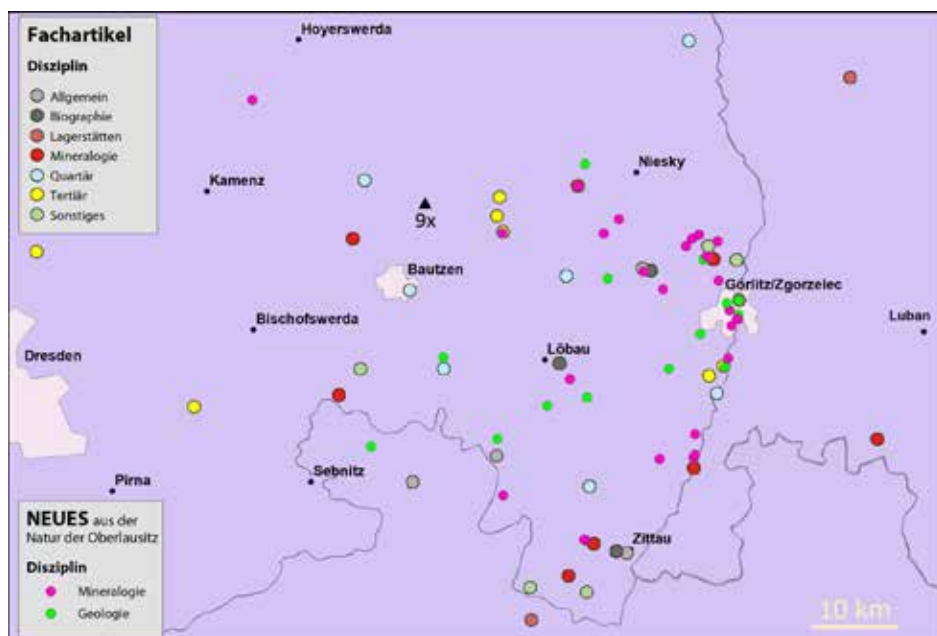 Fachartikel
Disziplin
Allgemein
Biographie
Lagerstätten
Mineralogie
Quartär
Tertiär
Sonstiges
Hoyerswerda
Niesky
Kamenz
9x
Bautzen
Görlitz/Zgorzelec
Bischofswerda
Luban
Dresden
Löbau
Sebnitz
Pirna
Zittau
NEUES aus der
Natur der Oberlausitz
Disziplin
Mineralogie
Geologie
10 km